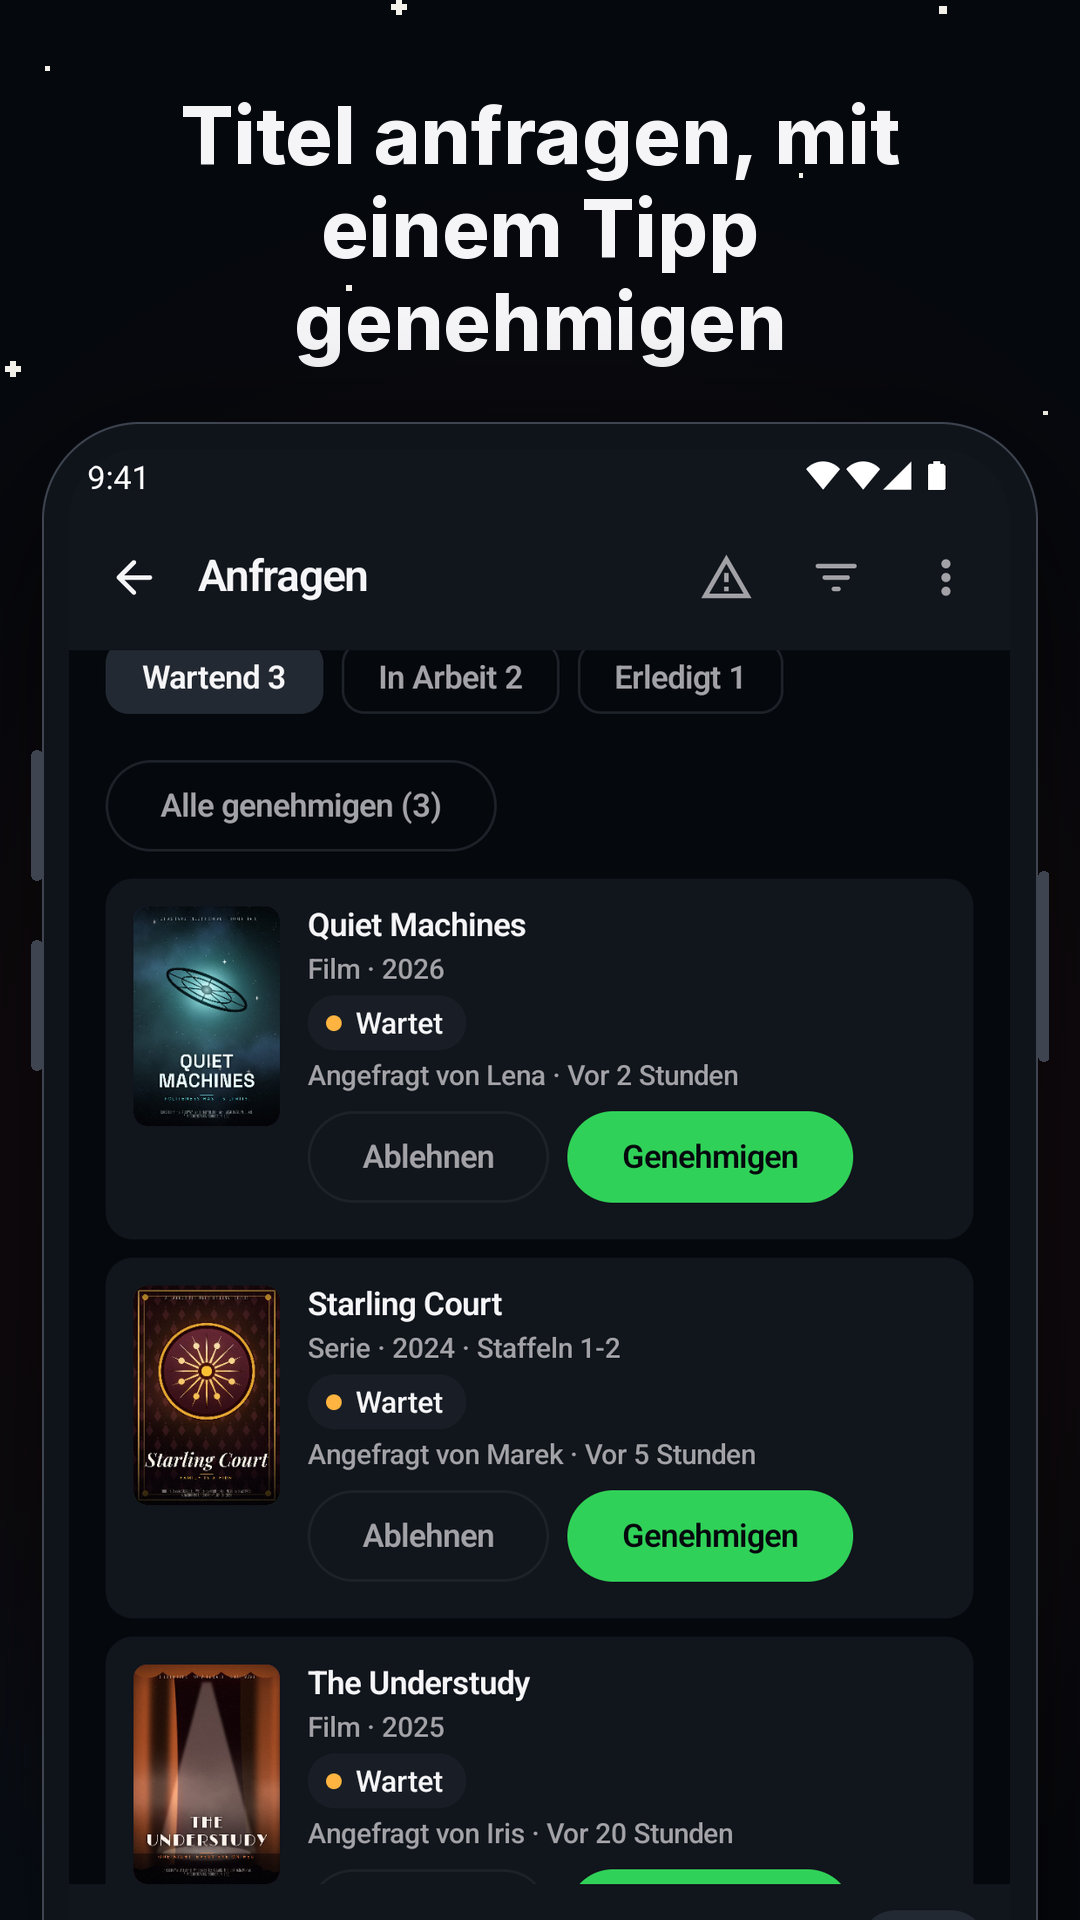 Titel anfragen, mit
einem Tipp
genehmigen
9:41
Anfragen
Wartend 3
In Arbeit 2
Erledigt 1
Alle genehmigen (3)
QUIET
MACHINES
Quiet Machines
Film · 2026
Wartet
Angefragt von Lena · Vor 2 Stunden
Ablehnen
Genehmigen
Starling Court
Starling Court
Serie · 2024 · Staffeln 1-2
Wartet
Angefragt von Marek · Vor 5 Stunden
Ablehnen
Genehmigen
THE
UNDERSTUDY
The Understudy
Film · 2025
Wartet
Angefragt von Iris · Vor 20 Stunden